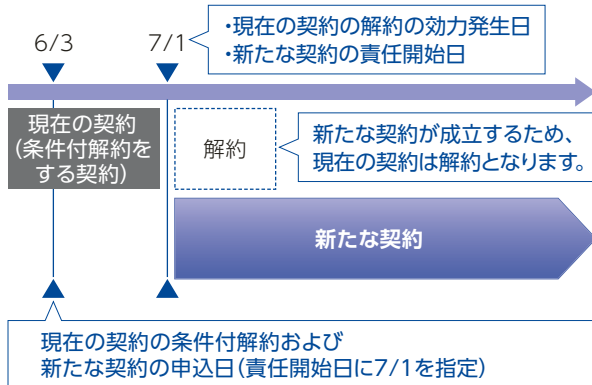 6/3
7/1
・現在の契約の解約の効力発生日
・新たな契約の責任開始日
現在の契約
(条件付解約を
する契約)
解約
新たな契約が成立するため、
現在の契約は解約となります。
新たな契約
現在の契約の条件付解約および
新たな契約の申込日(責任開始日に7/1を指定)